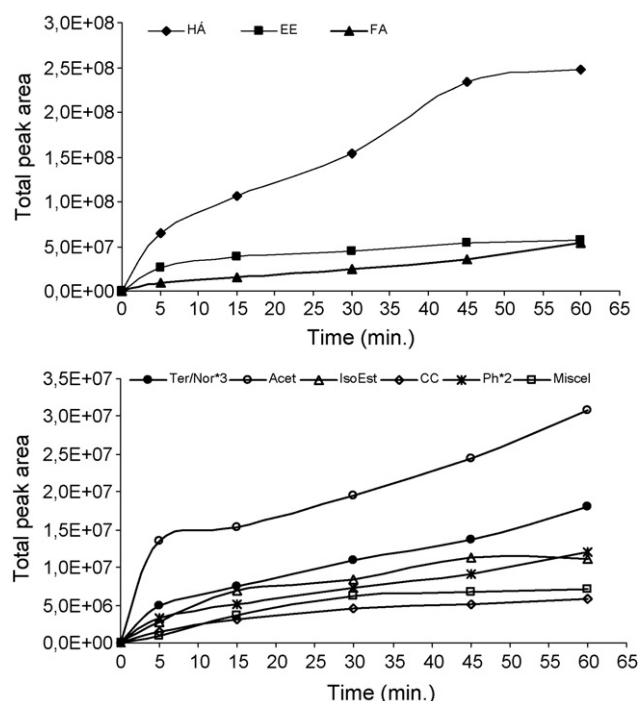 3,0E+08
HÁ EE FA
2,5E+08
2,0E+08
1,5E+08
1,0E+08
5,0E+07
0,0E+00
Total peak area
0 5 10 15 20 25 30 35 40 45 50 55 60 65
Time (min.)
3,5E+07
Ter/Nor*3 Acet IsoEst CC Ph*2 Miscel
3,0E+07
2,5E+07
2,0E+07
1,5E+07
1,0E+07
5,0E+06
0,0E+00
Total peak area
0 5 10 15 20 25 30 35 40 45 50 55 60 65
Time (min.)